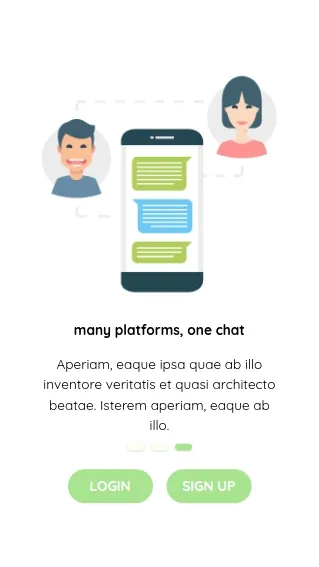 many platforms, one chat
Aperiam, eaque ipsa quae ab illo
inventore veritatis et quasi architecto
beatae. Isterem aperiam, eaque ab
illo.
LOGIN
SIGN UP